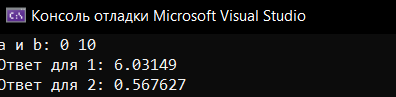 Консоль отладки Microsoft Visual Studio
а и b: 0 10
Ответ для 1: 6.03149
Ответ для 2: 0.567627